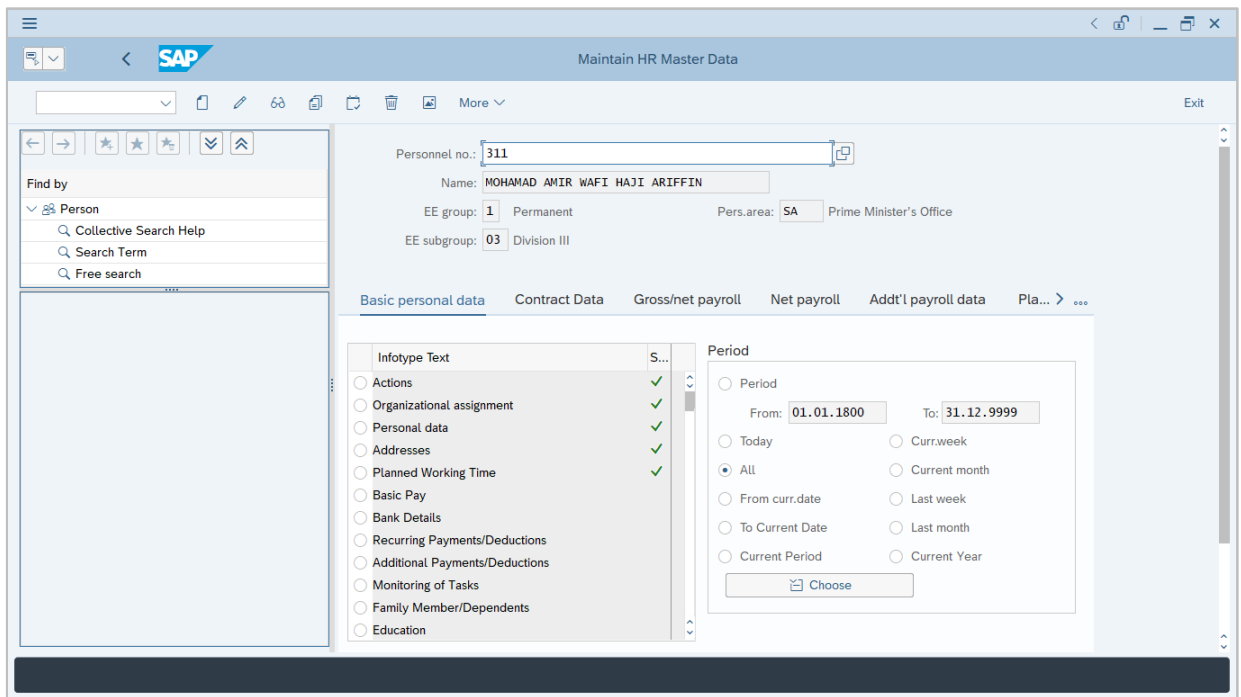 SAP
Maintain HR Master Data
More
Exit
Find by
Person
Collective Search Help
Search Term
Free search
Personnel no.: 311
Name: MOHAMAD AMIR WAFI HAJI ARIFFIN
EE group: 1 Permanent Pers.area: SA Prime Minister's Office
EE subgroup: 03 Division III
Basic personal data Contract Data Gross/net payroll Net payroll Addt'l payroll data Pla...
Infotype Text S...
Actions
Organizational assignment
Personal data
Addresses
Planned Working Time
Basic Pay
Bank Details
Recurring Payments/Deductions
Additional Payments/Deductions
Monitoring of Tasks
Family Member/Dependents
Education
Period
Period
From: 01.01.1800 To: 31.12.9999
Today Curr.week
All Current month
From curr.date Last week
To Current Date Last month
Current Period Current Year
Choose